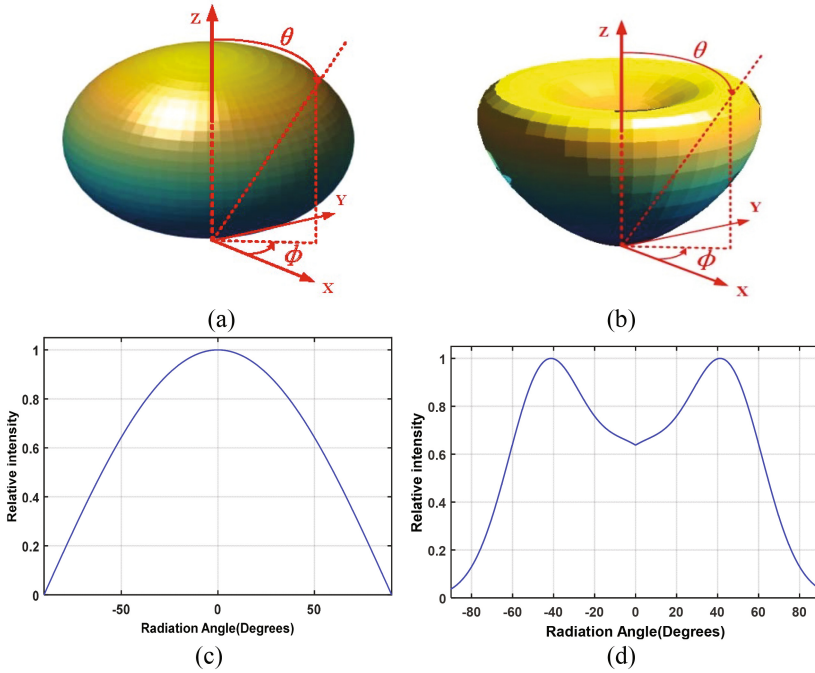 Z
θ
Y
ϕ
X
(a)
Z
θ
Y
ϕ
X
(b)
1
0.8
0.6
0.4
0.2
0
Relative intensity
-50
0
50
Radiation Angle(Degrees)
(c)
1
0.8
0.6
0.4
0.2
0
Relative intensity
-80
-60
-40
-20
0
20
40
60
80
Radiation Angle(Degrees)
(d)